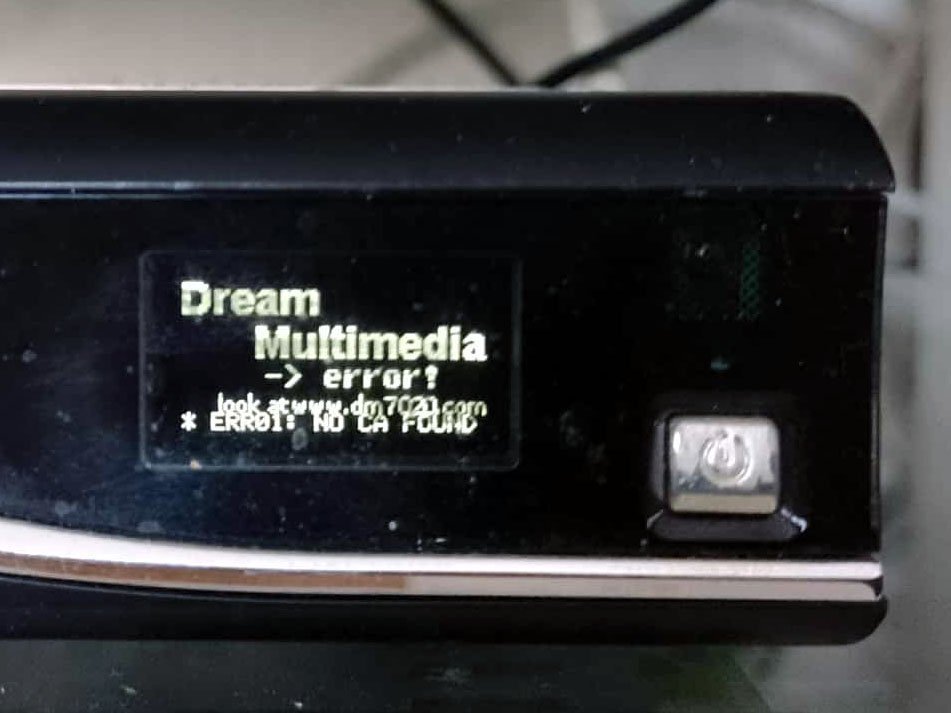 Dream
Multimedia
-> error!
look at www.dm7020.com
* ERR01: NO CA FOUND